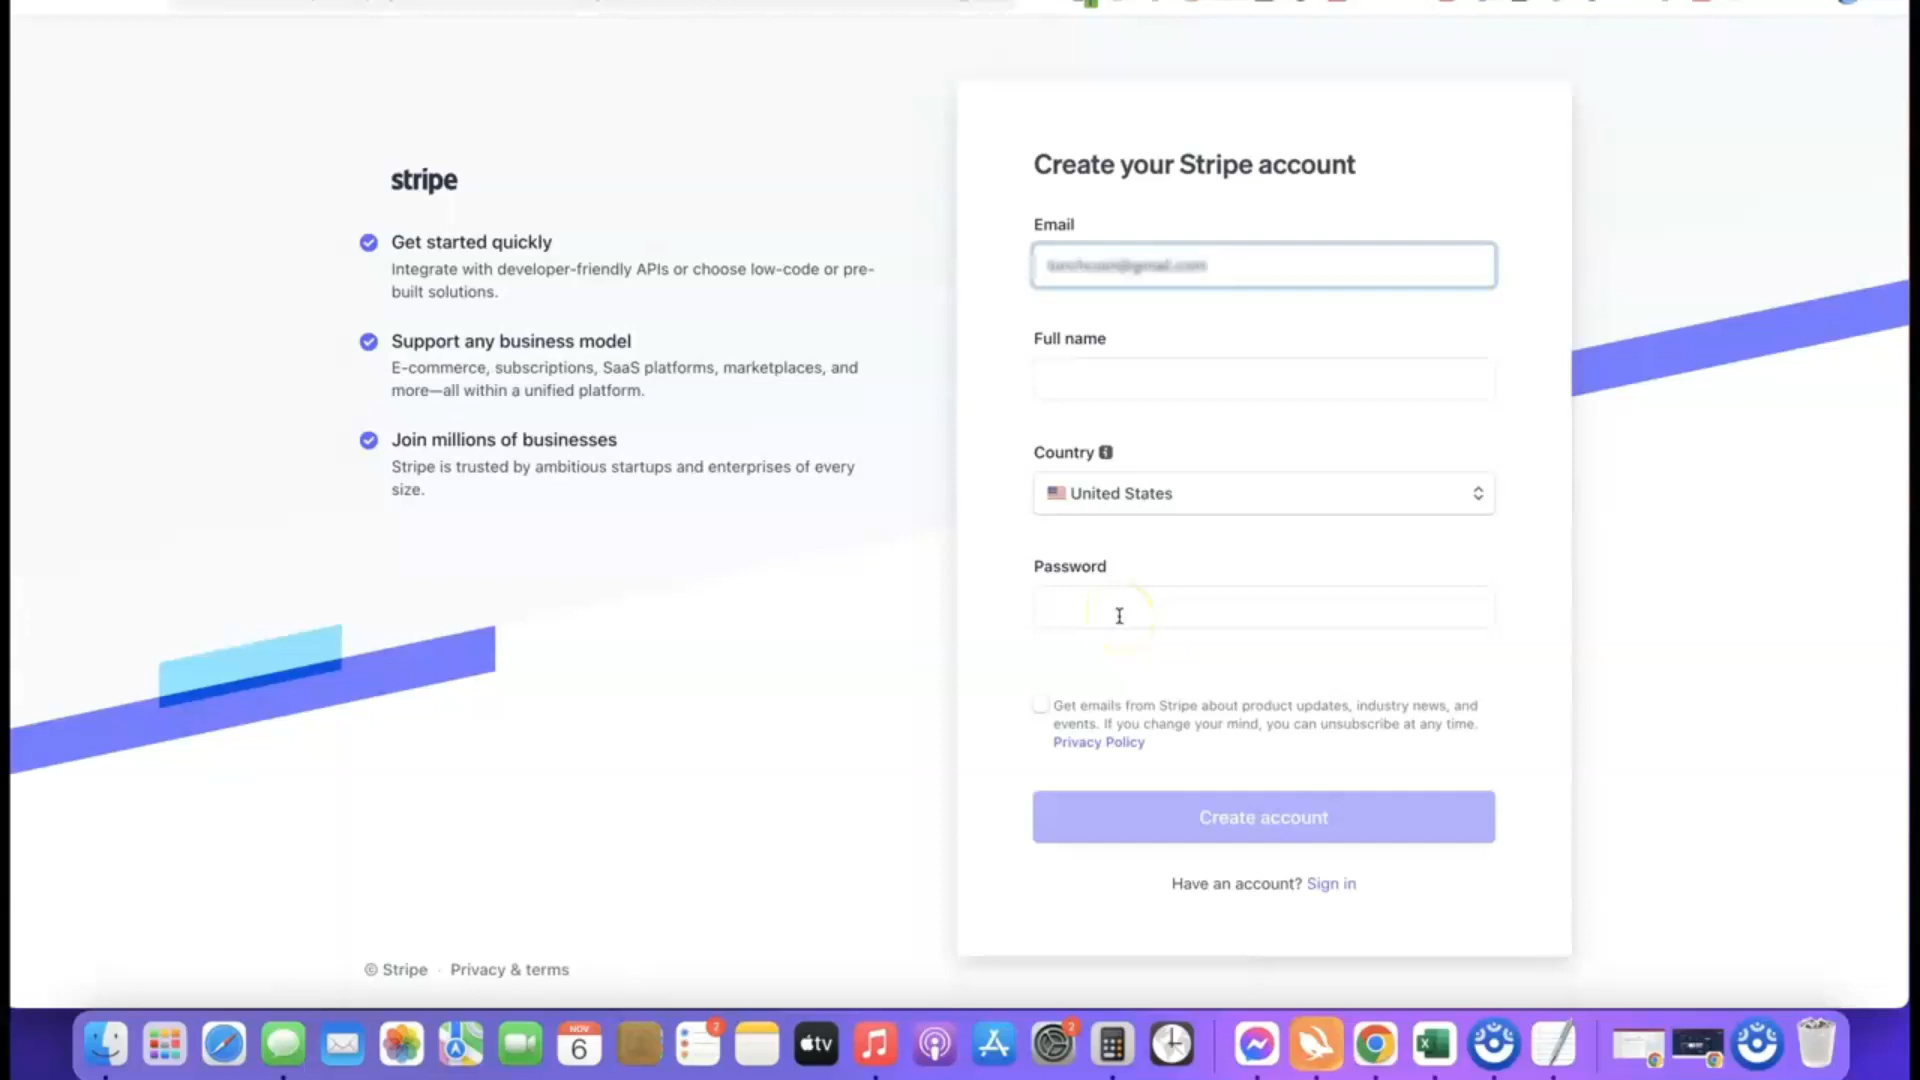 stripe
Get started quickly
Integrate with developer-friendly APIs or choose low-code or pre-
built solutions.
Support any business model
E-commerce, subscriptions, SaaS platforms, marketplaces, and
more—all within a unified platform.
Join millions of businesses
Stripe is trusted by ambitious startups and enterprises of every
size.
© Stripe · Privacy & terms
Create your Stripe account
Email
Full name
Country
United States
Password
Get emails from Stripe about product updates, industry news, and
events. If you change your mind, you can unsubscribe at any time.
Privacy Policy
Create account
Have an account? Sign in
NOV
6
2
tv
2
X